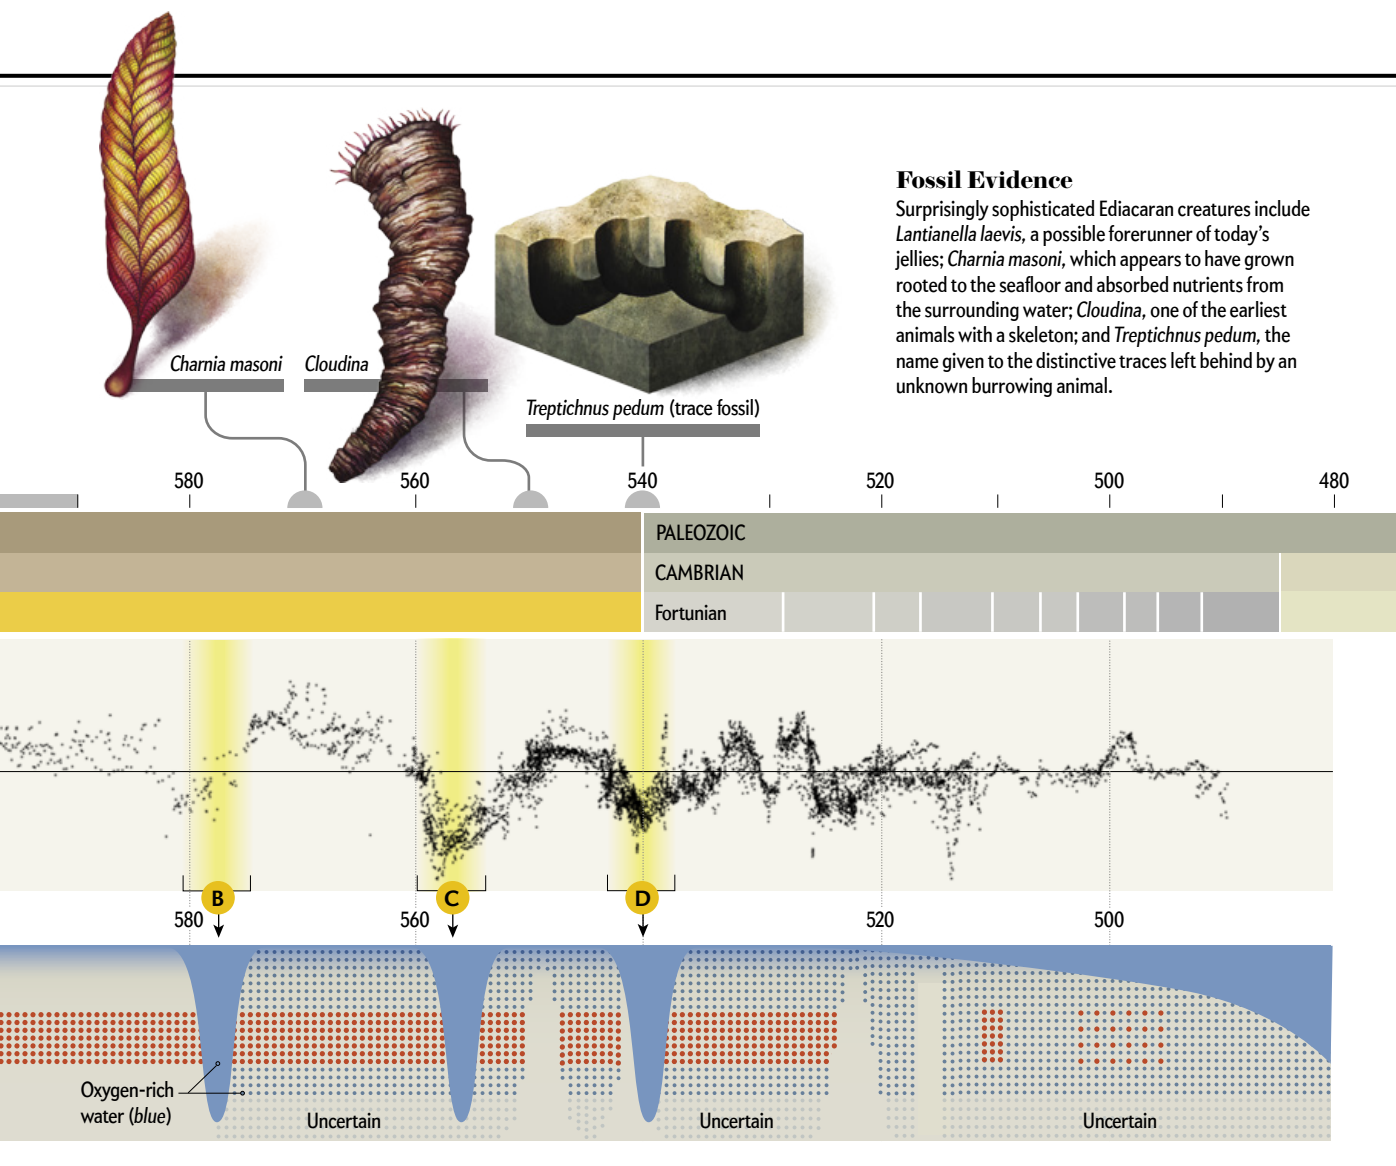 Fossil Evidence
Surprisingly sophisticated Ediacaran creatures include
Lantianella laevis, a possible forerunner of today’s
jellies; Charnia masoni, which appears to have grown
rooted to the seafloor and absorbed nutrients from
the surrounding water; Cloudina, one of the earliest
animals with a skeleton; and Treptichnus pedum, the
name given to the distinctive traces left behind by an
unknown burrowing animal.
Charnia masoni
Cloudina
Treptichnus pedum (trace fossil)
580
560
540
520
500
480
PALEOZOIC
CAMBRIAN
Fortunian
B
C
D
580
560
520
500
Oxygen-rich
water (blue)
Uncertain
Uncertain
Uncertain